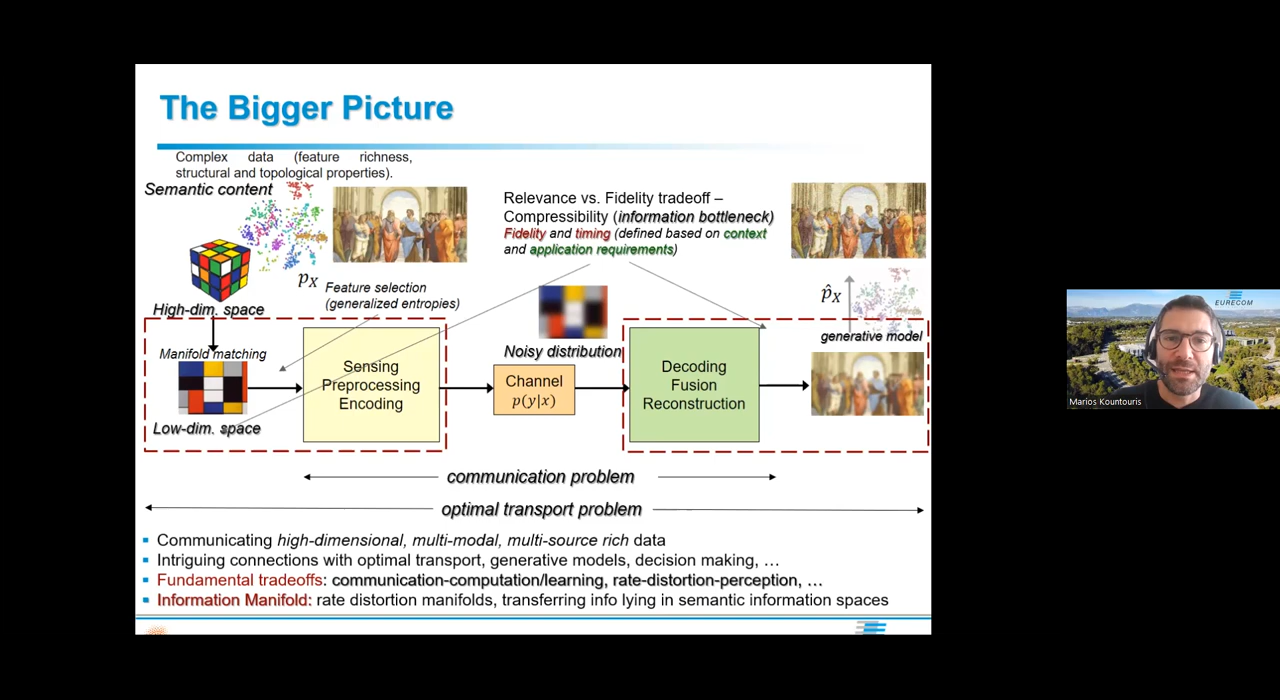 The Bigger Picture
Complex data (feature richness,
structural and topological properties).
Semantic content
p_X
High-dim. space
Feature selection
(generalized entropies)
Relevance vs. Fidelity tradeoff –
Compressibility (information bottleneck)
Fidelity and timing (defined based on context
and application requirements)
p̂_X
generative model
Manifold matching
Low-dim. space
Sensing
Preprocessing
Encoding
Noisy distribution
Channel
p(y|x)
Decoding
Fusion
Reconstruction
communication problem
optimal transport problem
▪ Communicating high-dimensional, multi-modal, multi-source rich data
▪ Intriguing connections with optimal transport, generative models, decision making, …
▪ Fundamental tradeoffs: communication-computation/learning, rate-distortion-perception, …
▪ Information Manifold: rate distortion manifolds, transferring info lying in semantic information spaces
EURECOM
Marios Kountouris